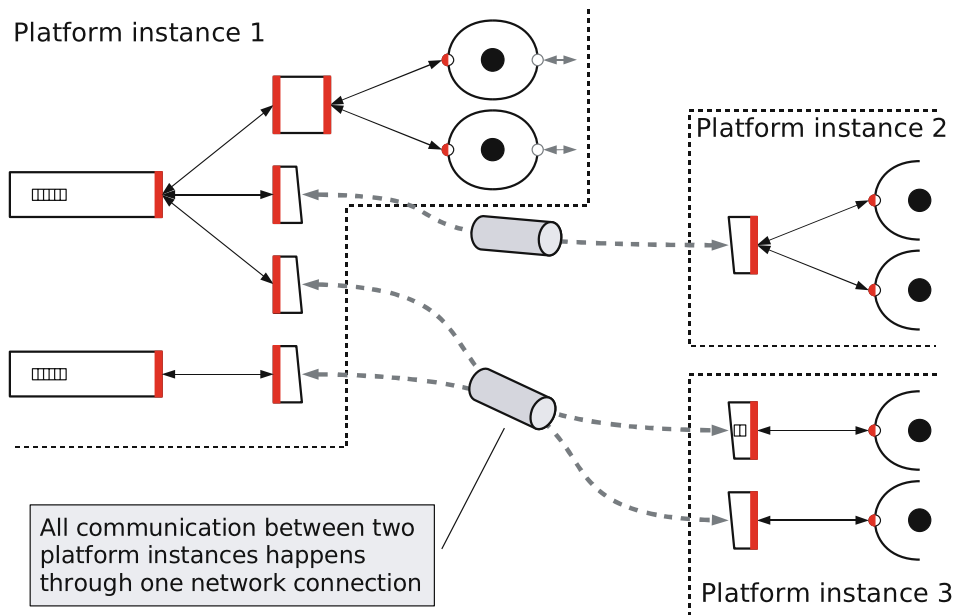 Platform instance 1
Platform instance 2
All communication between two
platform instances happens
through one network connection
Platform instance 3